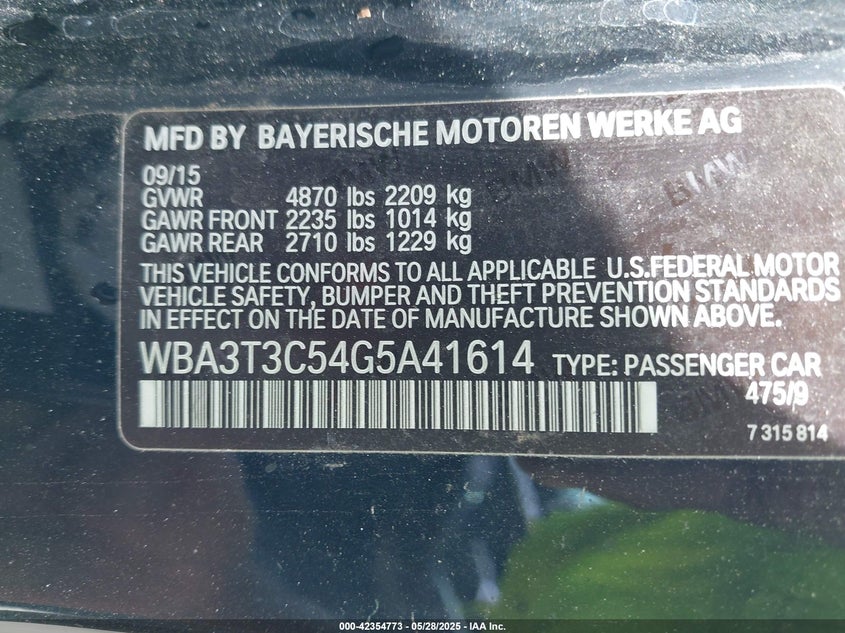 MFD BY BAYERISCHE MOTOREN WERKE AG
09/15
GVWR 4870 lbs 2209 kg
GAWR FRONT 2235 lbs 1014 kg
GAWR REAR 2710 lbs 1229 kg
THIS VEHICLE CONFORMS TO ALL APPLICABLE U.S.FEDERAL MOTOR
VEHICLE SAFETY, BUMPER AND THEFT PREVENTION STANDARDS
IN EFFECT ON THE DATE OF MANUFACTURE SHOWN ABOVE.
WBA3T3C54G5A41614 TYPE: PASSENGER CAR
475/9
7 315 814
BMW
BMW
BMW
000-42354773 - 05/28/2025 - IAA Inc.